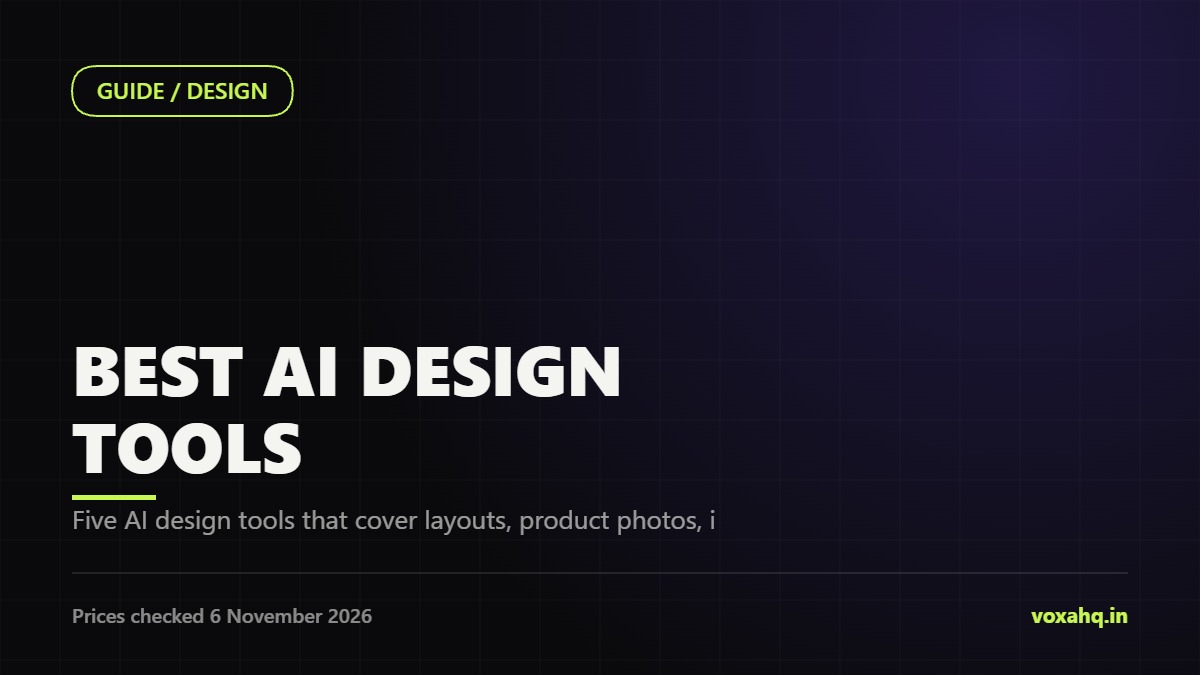 GUIDE / DESIGN
BEST AI DESIGN
TOOLS
Five AI design tools that cover layouts, product photos, i
Prices checked 6 November 2026
voxahq.in